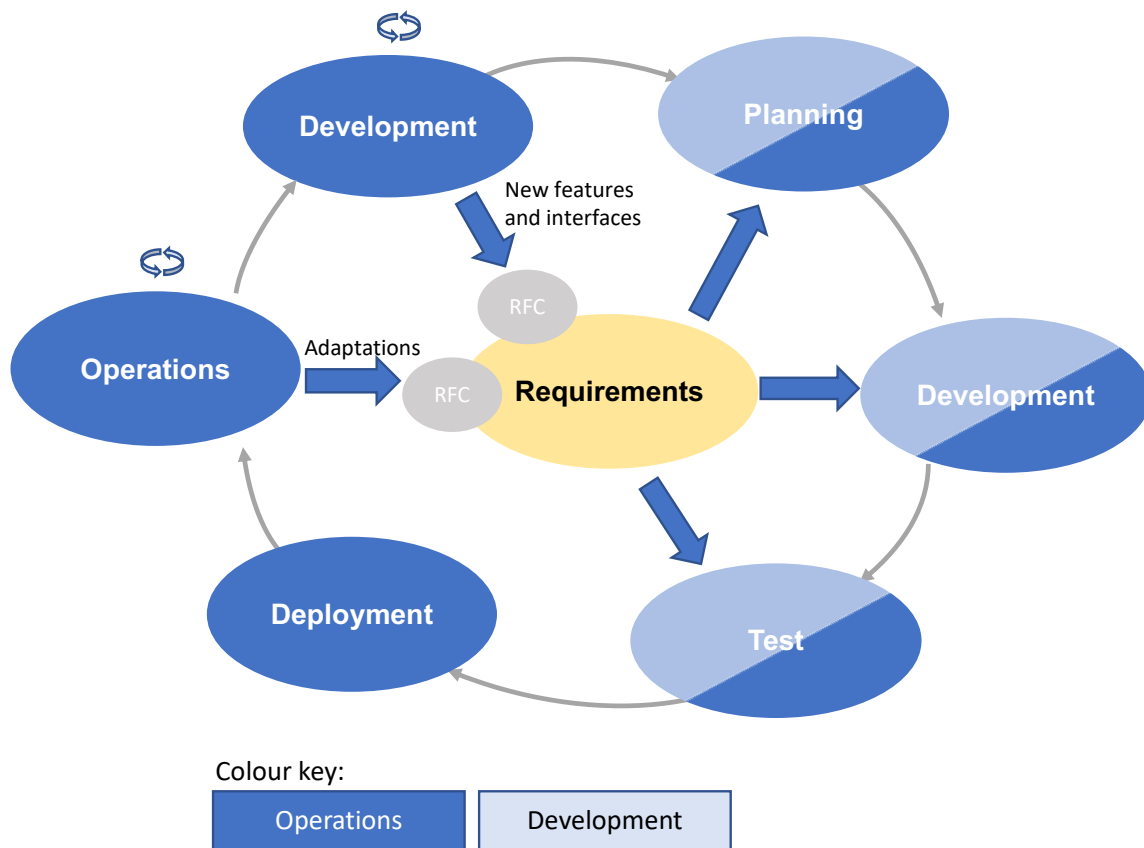 Development
Planning
New features
and interfaces
RFC
Operations
Adaptations
RFC
Requirements
Development
Deployment
Test
Colour key:
Operations
Development